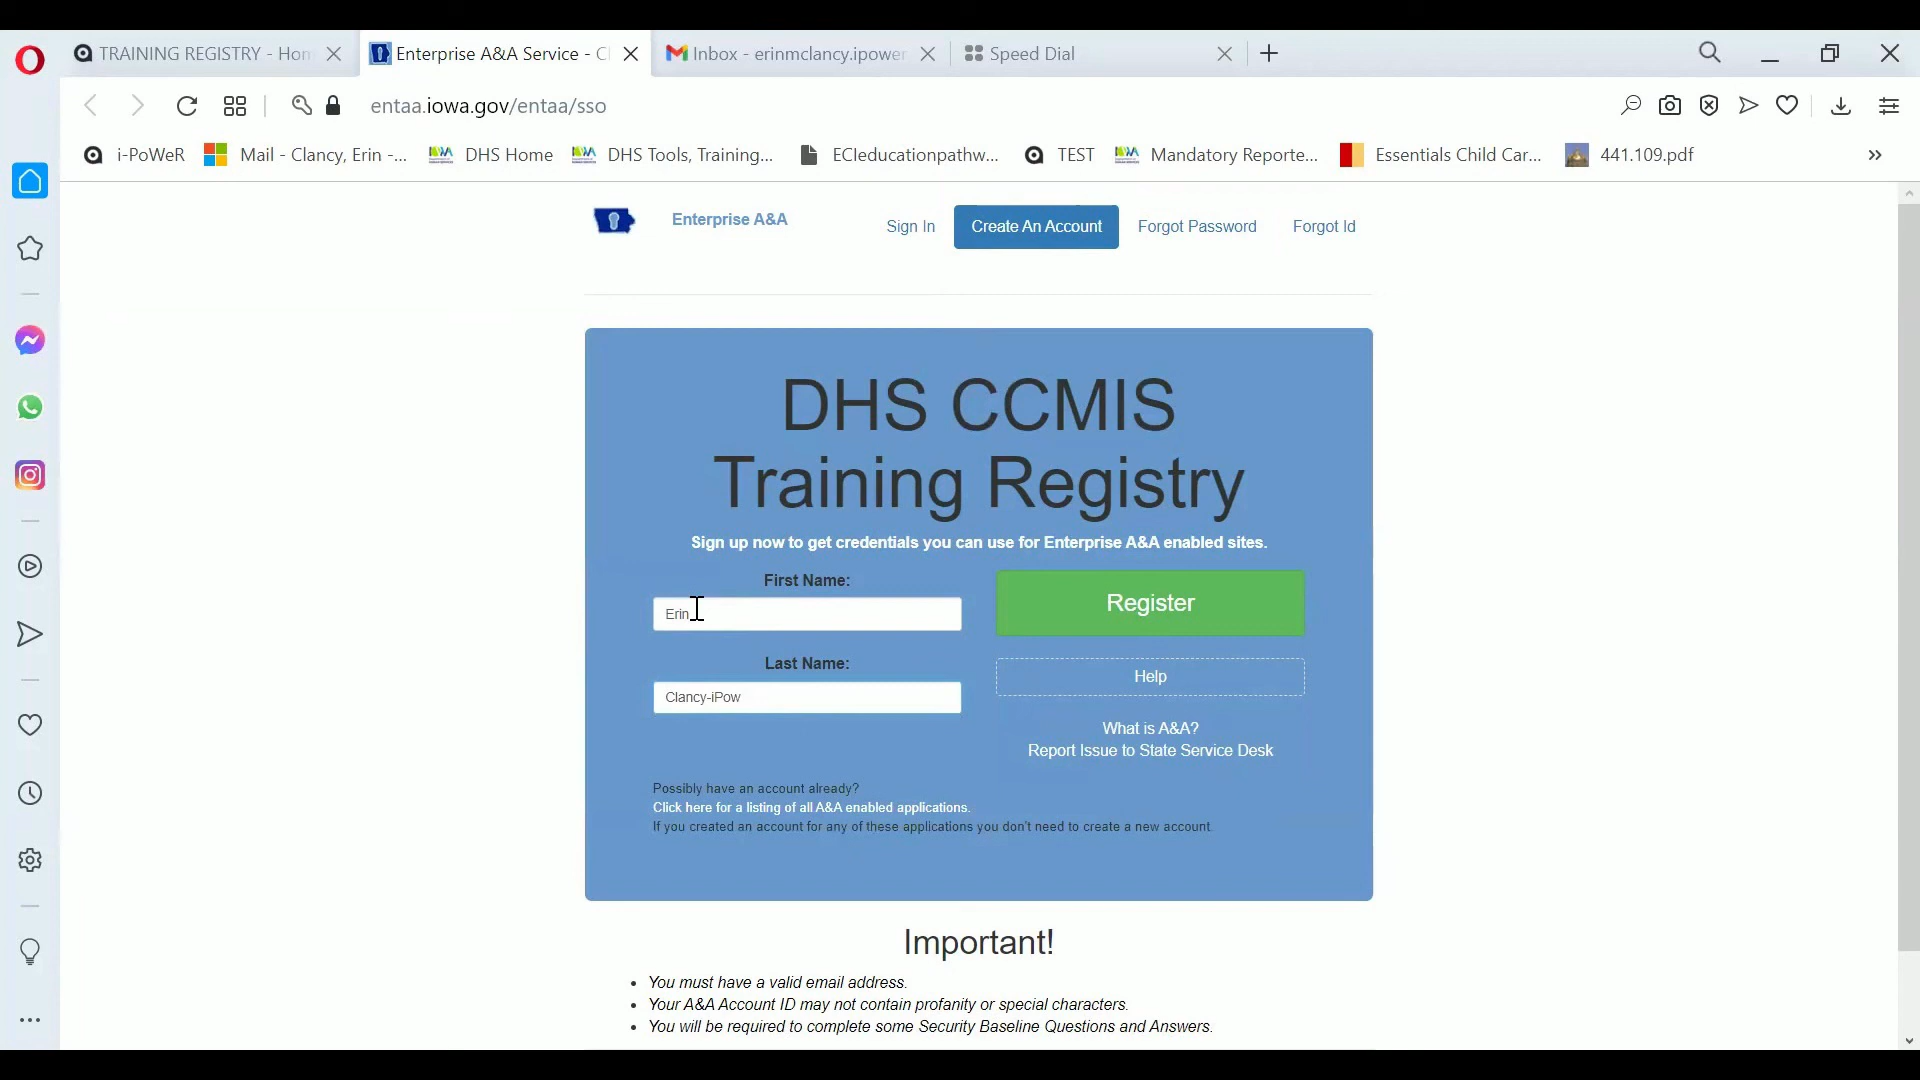 TRAINING REGISTRY - Hom
Enterprise A&A Service - C
Inbox - erinmclancy.ipower
Speed Dial
entaa.iowa.gov/entaa/sso
i-PoWeR
Mail - Clancy, Erin -...
DHS Home
DHS Tools, Training...
ECIeducationpathw...
TEST
Mandatory Reporte...
Essentials Child Car...
441.109.pdf
Enterprise A&A
Sign In
Create An Account
Forgot Password
Forgot Id
DHS CCMIS
Training Registry
Sign up now to get credentials you can use for Enterprise A&A enabled sites.
First Name:
Erin
Last Name:
Clancy-iPow
Register
Help
What is A&A?
Report Issue to State Service Desk
Possibly have an account already?
Click here for a listing of all A&A enabled applications.
If you created an account for any of these applications you don't need to create a new account.
Important!
• You must have a valid email address.
• Your A&A Account ID may not contain profanity or special characters.
• You will be required to complete some Security Baseline Questions and Answers.